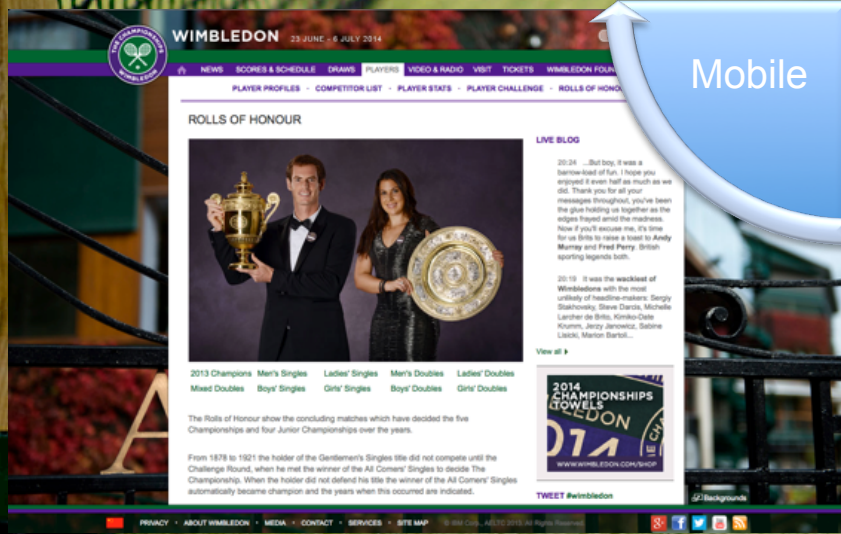 THE CHAMPIONSHIPS
WIMBLEDON
WIMBLEDON 23 JUNE - 6 JULY 2014
Mobile
NEWS SCORES & SCHEDULE DRAWS PLAYERS VIDEO & RADIO VISIT TICKETS WIMBLEDON FOUN
PLAYER PROFILES - COMPETITOR LIST - PLAYER STATS - PLAYER CHALLENGE - ROLLS OF HONO
ROLLS OF HONOUR
LIVE BLOG
20:24 ...But boy, it was a
barrow-load of fun. I hope you
enjoyed it even half as much as we
did. Thank you for all your
messages throughout, you've been
the glue holding us together as the
edges frayed amid the madness.
Now if you'll excuse me, it's time
for us Brits to raise a toast to Andy
Murray and Fred Perry. British
sporting legends both.
20:19 It was the wackiest of
Wimbledons with the most
unlikely of headline-makers: Sergiy
Stakhovsky, Steve Darcis, Michelle
Larcher de Brito, Kimiko-Date
Krumm, Jerzy Janowicz, Sabine
Lisicki, Marion Bartoli...
View all
2013 Champions Men's Singles Ladies' Singles Men's Doubles Ladies' Doubles
Mixed Doubles Boys' Singles Girls' Singles Boys' Doubles Girls' Doubles
The Rolls of Honour show the concluding matches which have decided the five
Championships and four Junior Championships over the years.
From 1878 to 1921 the holder of the Gentlemen's Singles title did not compete until the
Challenge Round, when he met the winner of the All Comers' Singles to decide The
Championship. When the holder did not defend his title the winner of the All Comers' Singles
automatically became champion and the years when this occurred are indicated.
2014
CHAMPIONSHIPS
TOWELS
WWW.WIMBLEDON.COM/SHOP
TWEET #wimbledon
A
Backgrounds
PRIVACY • ABOUT WIMBLEDON • MEDIA • CONTACT • SERVICES • SITE MAP © IBM Corp., AELTC 2013. All Rights Reserved.